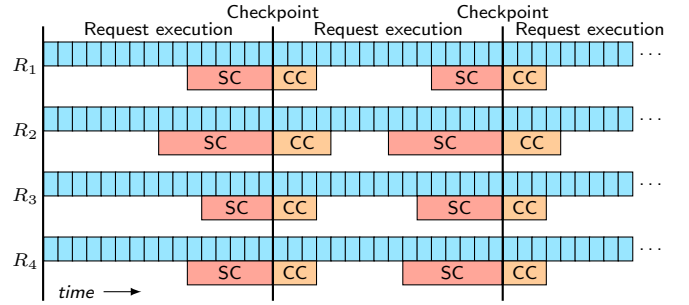 Checkpoint Checkpoint
Request execution Request execution Request execution
R1 ...
SC CC SC CC
R2 ...
SC CC SC CC
R3 ...
SC CC SC CC
R4 ...
SC CC SC CC
time